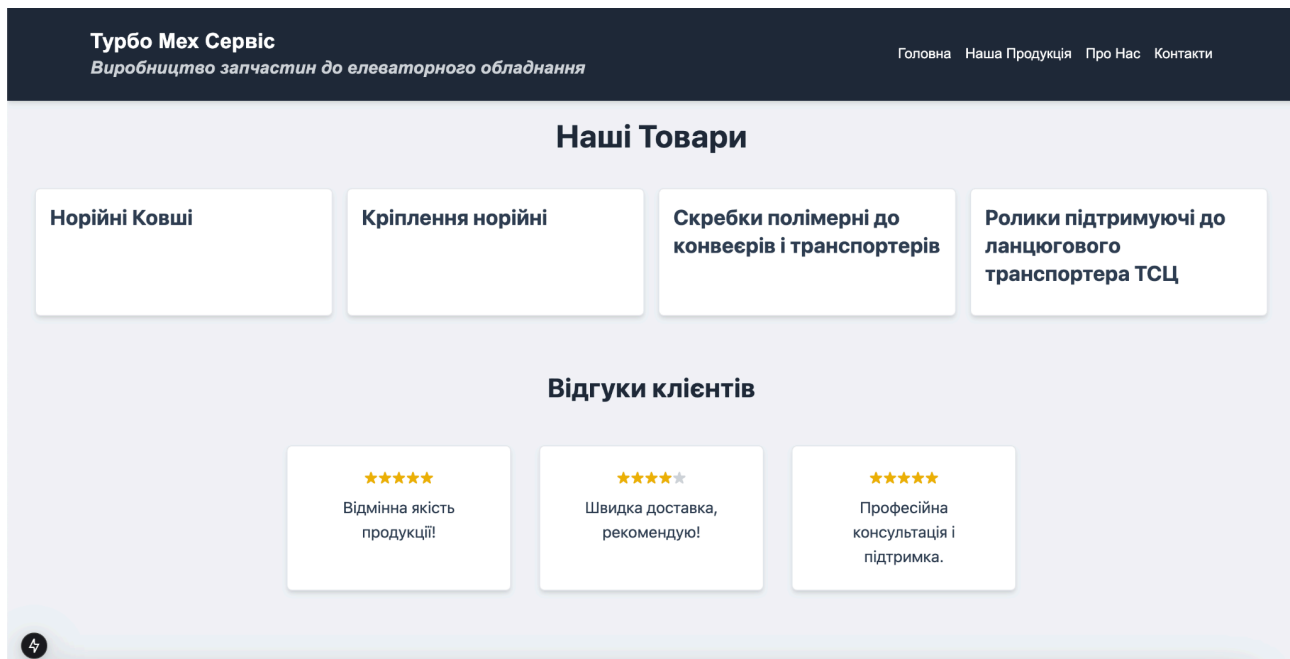 Турбо Мех Сервіс
Виробництво запчастин до елеваторного обладнання
Головна Наша Продукція Про Нас Контакти
Наші Товари
Норійні Ковші
Кріплення норійні
Скребки полімерні до
конвеєрів і транспортерів
Ролики підтримуючі до
ланцюгового
транспортера ТСЦ
Відгуки клієнтів
Відмінна якість
продукції!
Швидка доставка,
рекомендую!
Професійна
консультація і
підтримка.